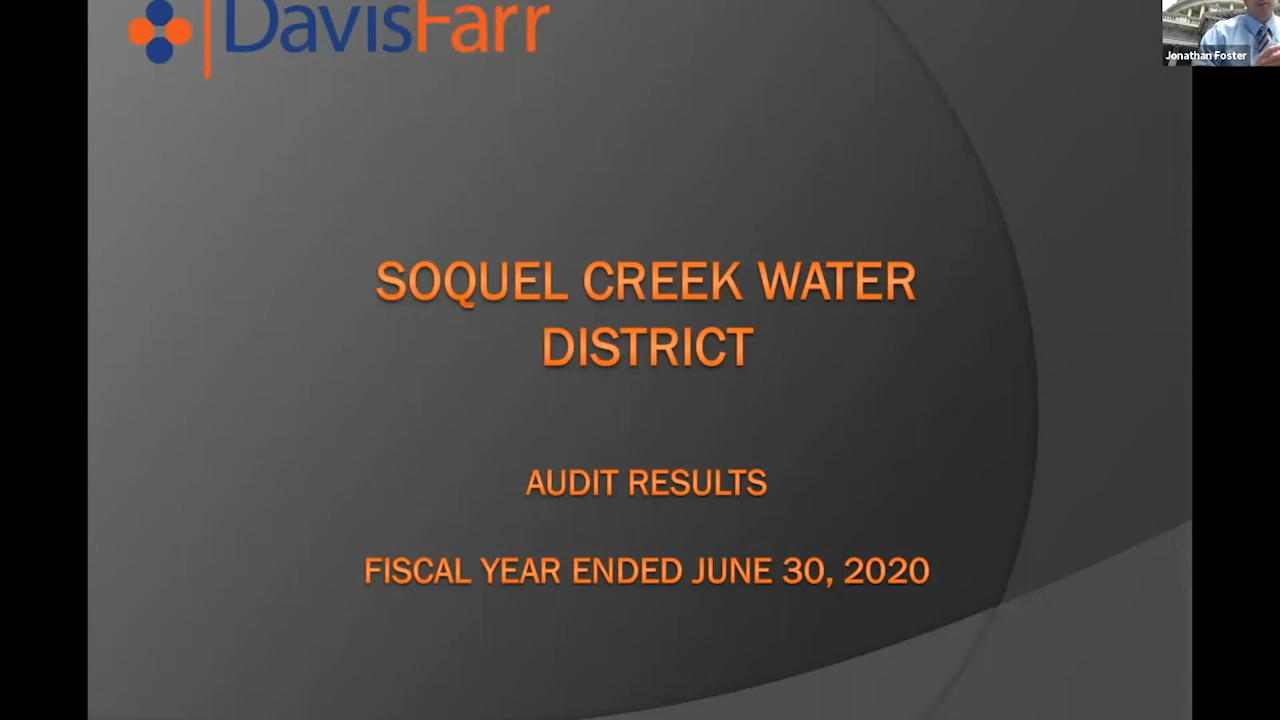 DavisFarr
Jonathan Foster
SOQUEL CREEK WATER
DISTRICT
AUDIT RESULTS
FISCAL YEAR ENDED JUNE 30, 2020